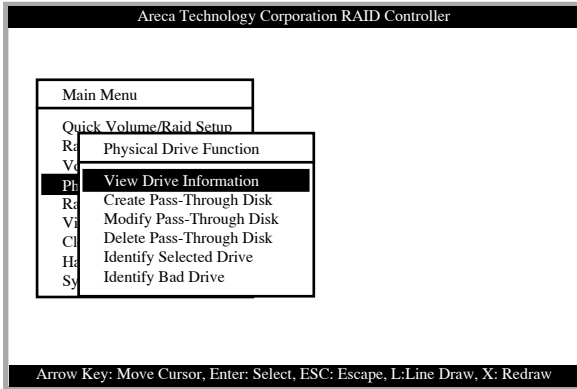 Areca Technology Corporation RAID Controller
Main Menu
Quick Volume/Raid Setup
Physical Drive Function
View Drive Information
Create Pass-Through Disk
Modify Pass-Through Disk
Delete Pass-Through Disk
Identify Selected Drive
Identify Bad Drive
Arrow Key: Move Cursor, Enter: Select, ESC: Escape, L:Line Draw, X: Redraw